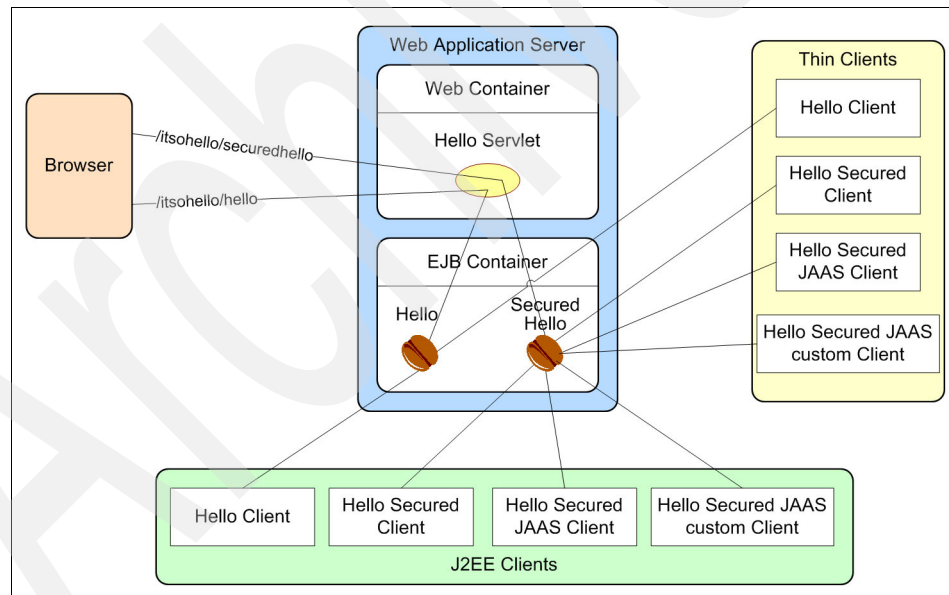 Web Application Server
Web Container
Hello Servlet
Browser
/itsohello/securedhello
/itsohello/hello
EJB Container
Hello
Secured
Hello
Thin Clients
Hello Client
Hello Secured
Client
Hello Secured
JAAS Client
Hello Secured JAAS
custom Client
Hello Client
Hello Secured
Client
Hello Secured
JAAS Client
Hello Secured JAAS
custom Client
J2EE Clients